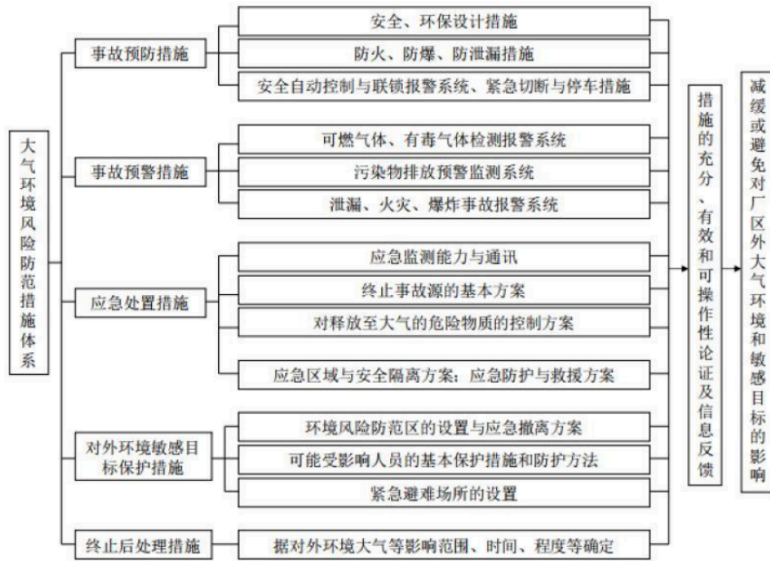 大气环境风险防范措施体系
事故预防措施
安全、环保设计措施
防火、防爆、防泄漏措施
安全自动控制与联锁报警系统、紧急切断与停车措施
事故预警措施
可燃气体、有毒气体检测报警系统
污染物排放预警监测系统
泄漏、火灾、爆炸事故报警系统
应急处置措施
应急监测能力与通讯
终止事故源的基本方案
对释放至大气的危险物质的控制方案
应急区域与安全隔离方案；应急防护与救援方案
对外环境敏感目
标保护措施
环境风险防范区的设置与应急撤离方案
可能受影响人员的基本保护措施和防护方法
紧急避难场所的设置
终止后处理措施
据对外环境大气等影响范围、时间、程度等确定
措施的充分、有效和可操作性论证及信息反馈
减缓或避免对厂区外大气环境和敏感目标的影响